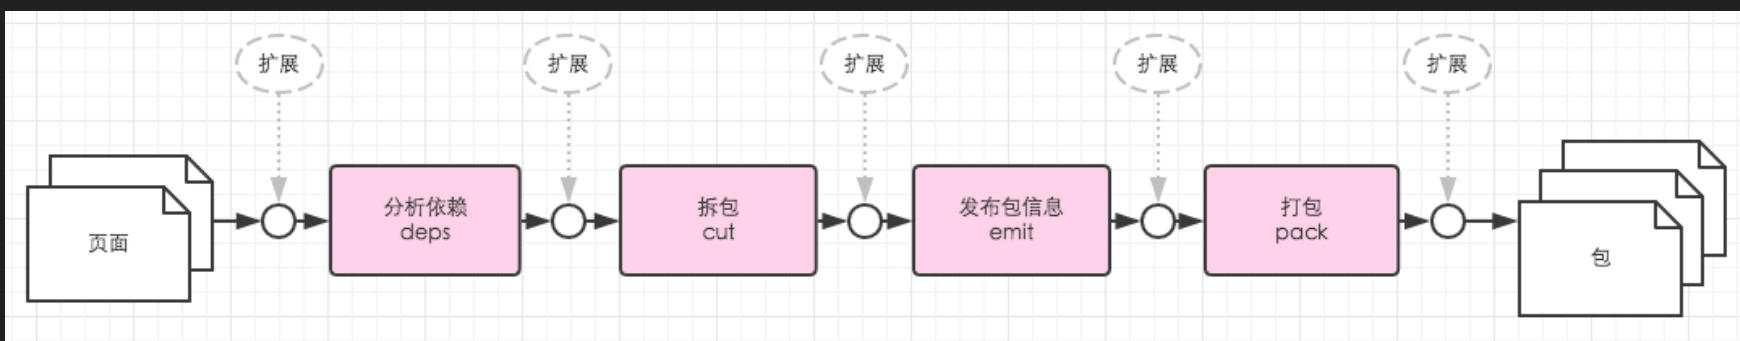 扩展
扩展
扩展
扩展
扩展
页面
分析依赖
deps
拆包
cut
发布包信息
emit
打包
pack
包